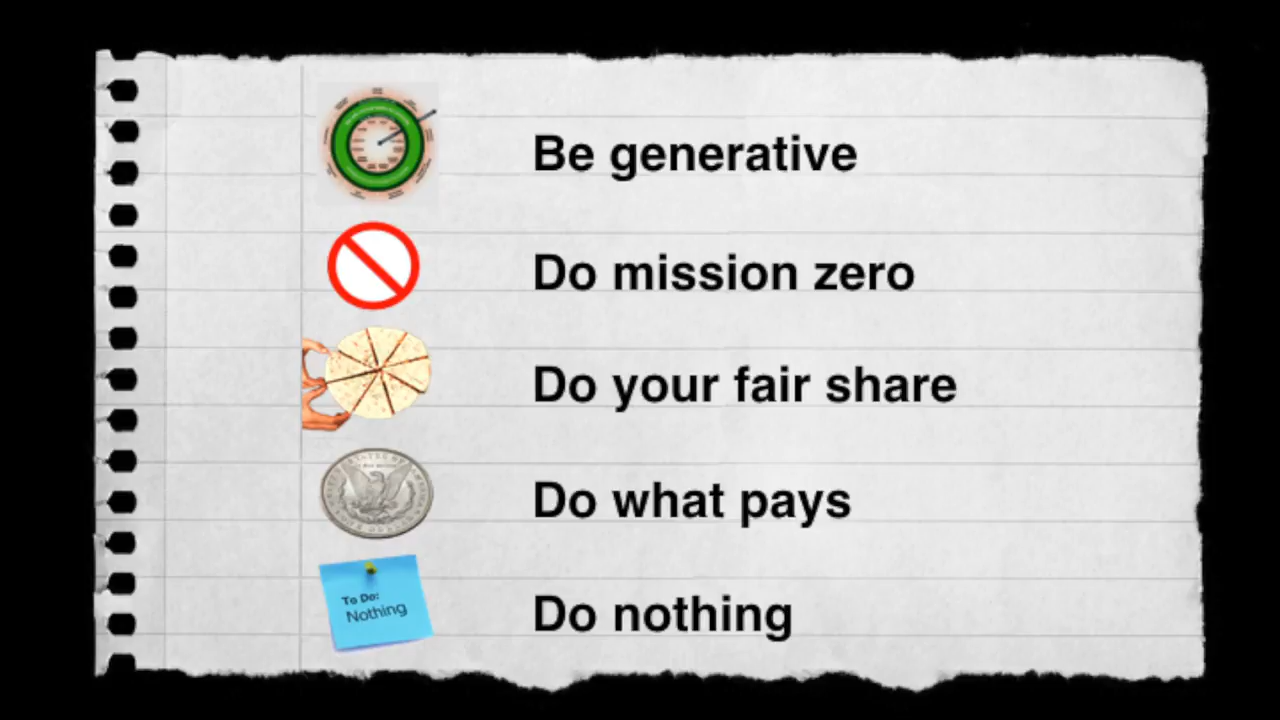 Be generative
Do mission zero
Do your fair share
Do what pays
To Do:
Nothing
Do nothing